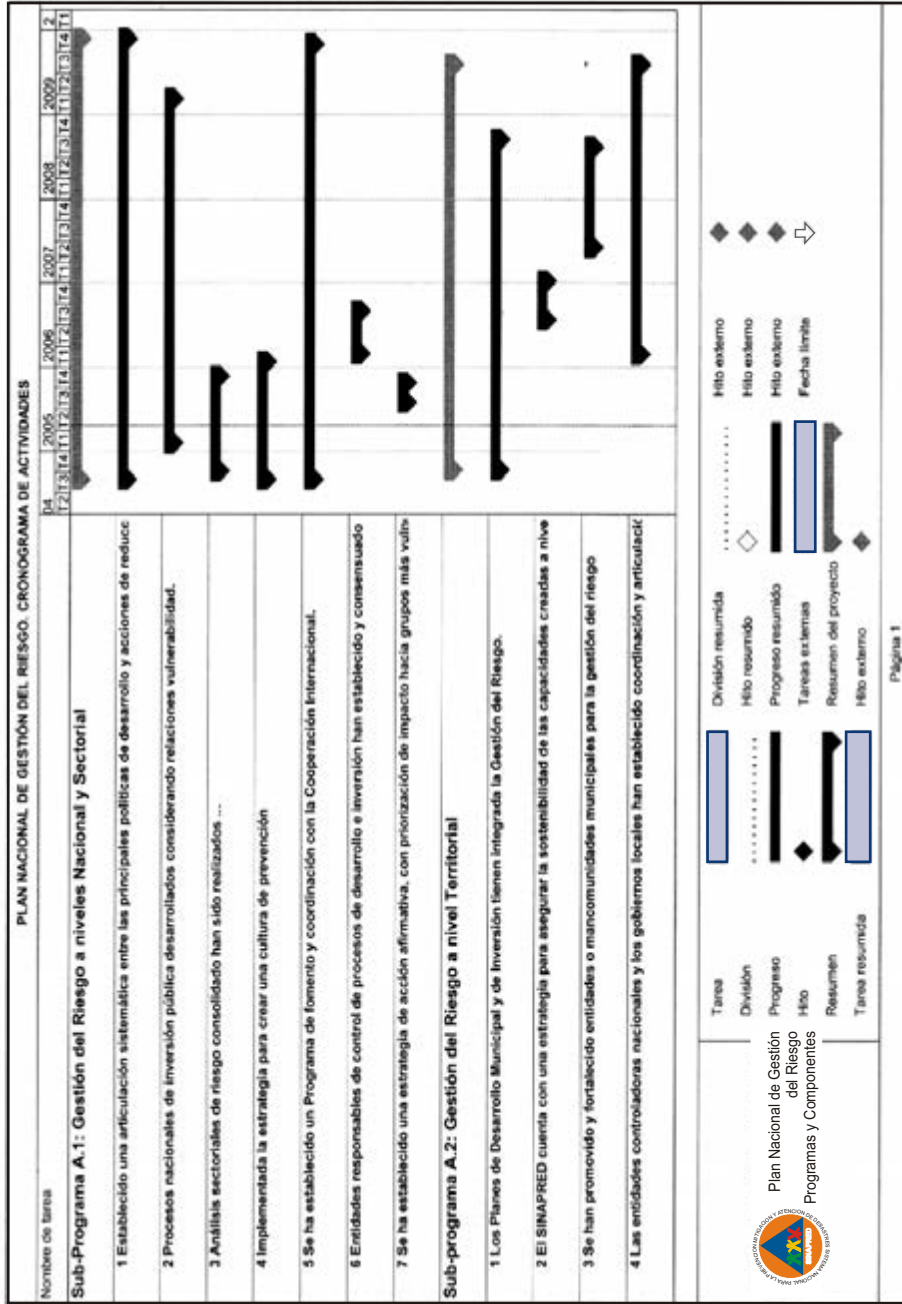 PLAN NACIONAL DE GESTIÓN DEL RIESGO. CRONOGRAMA DE ACTIVIDADES
Nombre de tarea
04 2005 2006 2007 2008 2009 2
T2 T3 T4 T1 T2 T3 T4 T1 T2 T3 T4 T1 T2 T3 T4 T1 T2 T3 T4 T1 T2 T3 T4 T1
Sub-Programa A.1: Gestión del Riesgo a niveles Nacional y Sectorial
1 Establecido una articulación sistemática entre las principales políticas de desarrollo y acciones de reducc
2 Procesos nacionales de inversión pública desarrollados considerando relaciones vulnerabilidad.
3 Análisis sectoriales de riesgo consolidado han sido realizados ...
4 Implementada la estrategia para crear una cultura de prevención
5 Se ha establecido un Programa de fomento y coordinación con la Cooperación Internacional.
6 Entidades responsables de control de procesos de desarrollo e inversión han establecido y consensuado
7 Se ha establecido una estrategia de acción afirmativa, con priorización de impacto hacia grupos más vuln
Sub-programa A.2: Gestión del Riesgo a nivel Territorial
1 Los Planes de Desarrollo Municipal y de Inversión tienen integrada la Gestión del Riesgo.
2 El SINAPRED cuenta con una estrategia para asegurar la sostenibilidad de las capacidades creadas a nive
3 Se han promovido y fortalecido entidades o mancomunidades municipales para la gestión del riesgo
4 Las entidades controladoras nacionales y los gobiernos locales han establecido coordinación y articulació
Plan Nacional de Gestión
del Riesgo
Programas y Componentes
Tarea
División
Progreso
Hito
Resumen
Tarea resumida
División resumida
Hito resumido
Progreso resumido
Tareas externas
Resumen del proyecto
Hito externo
Hito externo
Hito externo
Hito externo
Fecha límite
Página 1